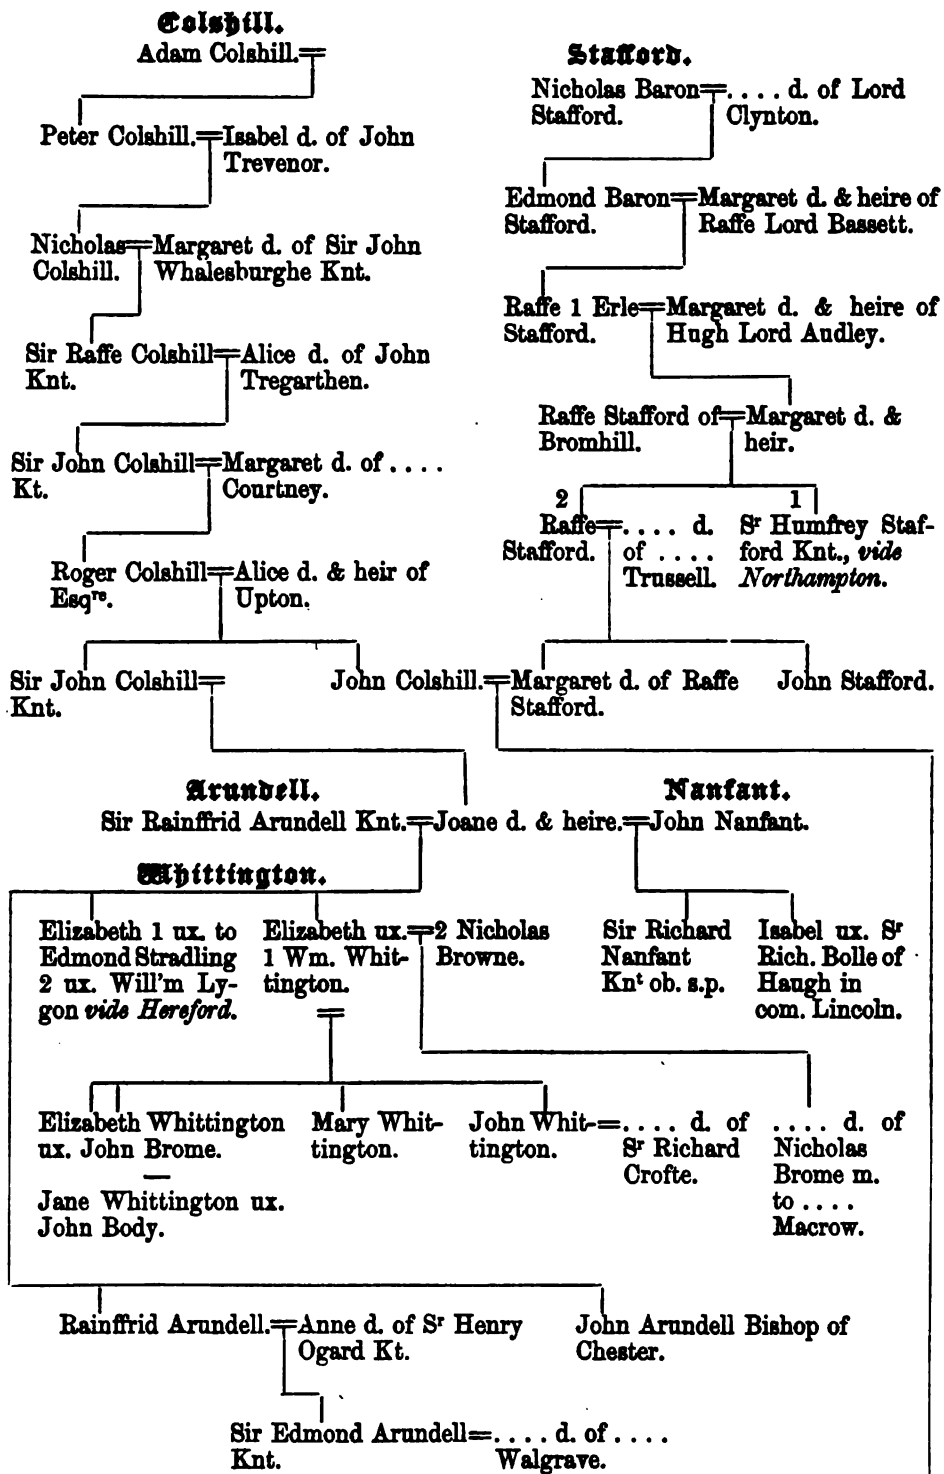 Colshill.
Adam Colshill.=
Stafford.
Nicholas Baron=. . . . d. of Lord
Stafford. Clynton.
Peter Colshill.=Isabel d. of John
Trevenor.
Edmond Baron=Margaret d. & heire of
Stafford. Raffe Lord Bassett.
Nicholas=Margaret d. of Sir John
Colshill. Whalesburghe Knt.
Raffe 1 Erle=Margaret d. & heire of
Stafford. Hugh Lord Audley.
Sir Raffe Colshill=Alice d. of John
Knt. Tregarthen.
Raffe Stafford of=Margaret d. &
Bromhill. heir.
Sir John Colshill=Margaret d. of . . . .
Kt. Courtney.
2 1
Raffe=. . . . d. Sr Humfrey Staf-
Stafford. of . . . . ford Knt., vide
Trussell. Northampton.
Roger Colshill=Alice d. & heir of
Esqre. Upton.
Sir John Colshill= John Colshill.=Margaret d. of Raffe John Stafford.
Knt. Stafford.
Arundell. Nanfant.
Sir Rainffrid Arundell Knt.=Joane d. & heire.=John Nanfant.
Whittington.
Elizabeth 1 ux. to Elizabeth ux.=2 Nicholas Sir Richard Isabel ux. Sr
Edmond Stradling 1 Wm. Whit- Browne. Nanfant Rich. Bolle of
2 ux. Will'm Ly- tington. Knt ob. s.p. Haugh in
gon vide Hereford. = com. Lincoln.
Elizabeth Whittington Mary Whit- John Whit-=. . . . d. of . . . . d. of
ux. John Brome. tington. tington. Sr Richard Nicholas
— Crofte. Brome m.
Jane Whittington ux. to . . . .
John Body. Macrow.
Rainffrid Arundell.=Anne d. of Sr Henry John Arundell Bishop of
Ogard Kt. Chester.
Sir Edmond Arundell=. . . . d. of . . . .
Knt. Walgrave.